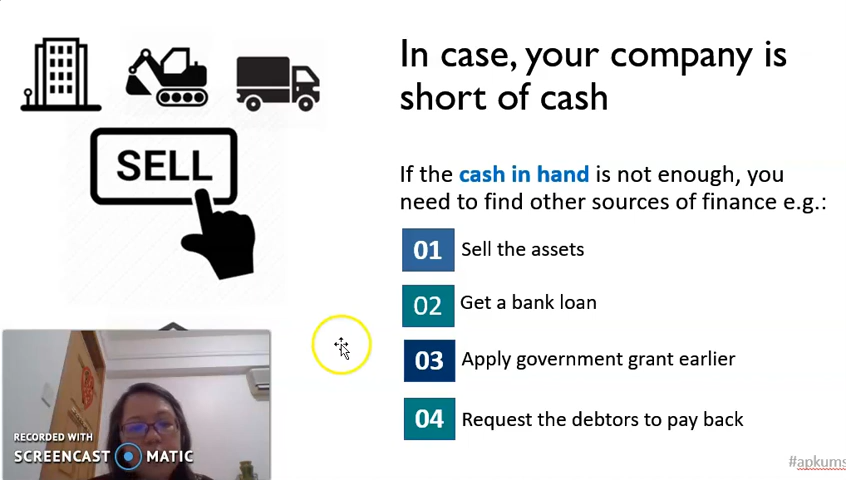 In case, your company is
short of cash
SELL
If the cash in hand is not enough, you
need to find other sources of finance e.g.:
01 Sell the assets
02 Get a bank loan
03 Apply government grant earlier
04 Request the debtors to pay back
RECORDED WITH
SCREENCAST MATIC
#apkums